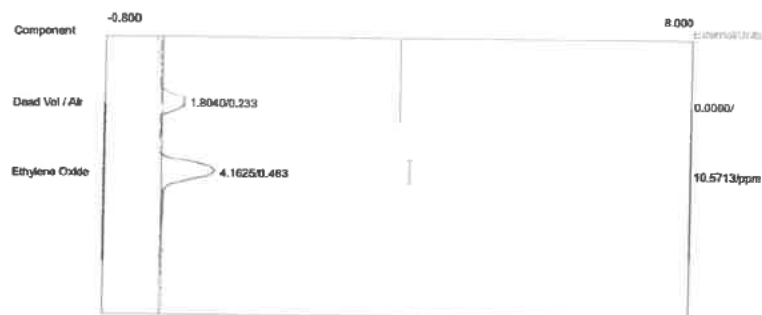 -0.800 8.000
Component External/Units
Dead Vol / Air 1.8040/0.233 0.0000/
Ethylene Oxide 4.1625/0.463 10.5713/ppm